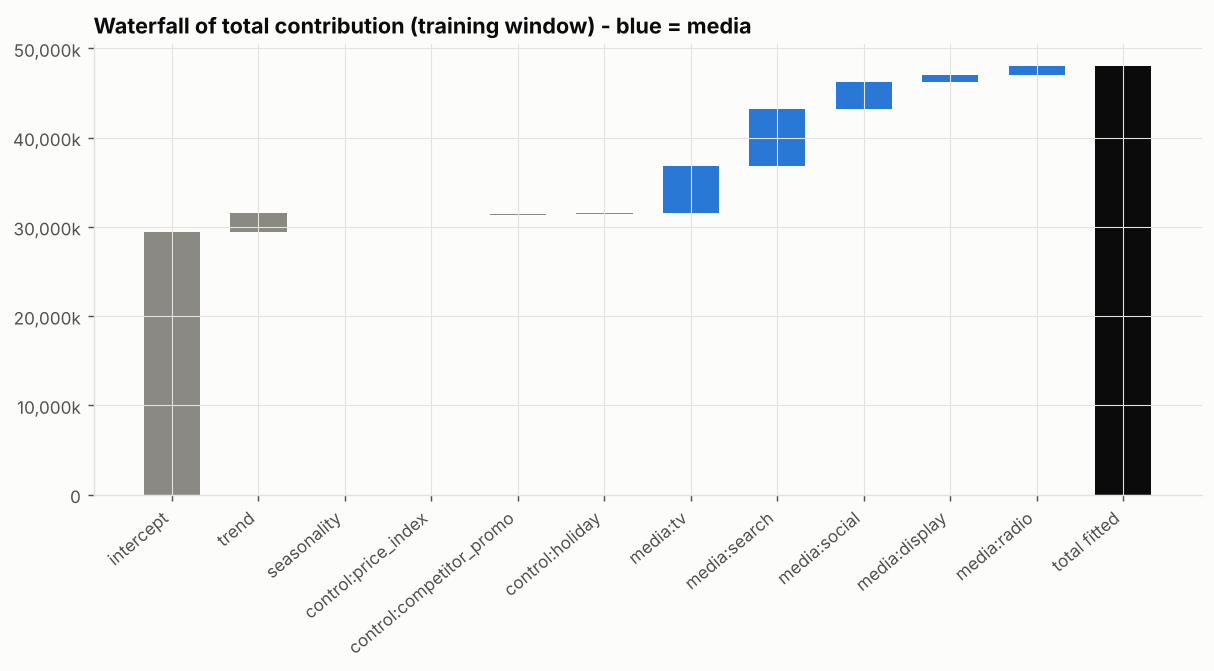 Waterfall of total contribution (training window) - blue = media
50,000k
40,000k
30,000k
20,000k
10,000k
0
intercept
trend
seasonality
control:price_index
control:competitor_promo
control:holiday
media:tv
media:search
media:social
media:display
media:radio
total fitted